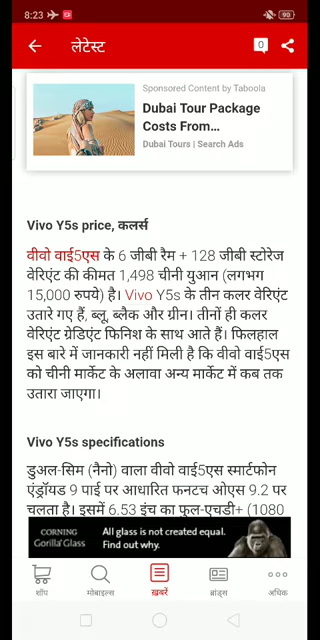 8:23
90
लेटेस्ट
0
Sponsored Content by Taboola
Dubai Tour Package
Costs From...
Dubai Tours | Search Ads
Vivo Y5s price, कलर्स
वीवो वाई5एस के 6 जीबी रैम + 128 जीबी स्टोरेज
वेरिएंट की कीमत 1,498 चीनी युआन (लगभग
15,000 रुपये) है। Vivo Y5s के तीन कलर वेरिएंट
उतारे गए हैं, ब्लू, ब्लैक और ग्रीन। तीनों ही कलर
वेरिएंट ग्रेडिएंट फिनिश के साथ आते हैं। फिलहाल
इस बारे में जानकारी नहीं मिली है कि वीवो वाई5एस
को चीनी मार्केट के अलावा अन्य मार्केट में कब तक
उतारा जाएगा।
Vivo Y5s specifications
डुअल-सिम (नैनो) वाला वीवो वाई5एस स्मार्टफोन
एंड्रॉयड 9 पाई पर आधारित फनटच ओएस 9.2 पर
चलता है। इसमें 6.53 इंच का फुल-एचडी+ (1080
CORNING
Gorilla Glass
All glass is not created equal.
Find out why.
शॉप
मोबाइल्स
ख़बरें
ब्रांड्स
अधिक